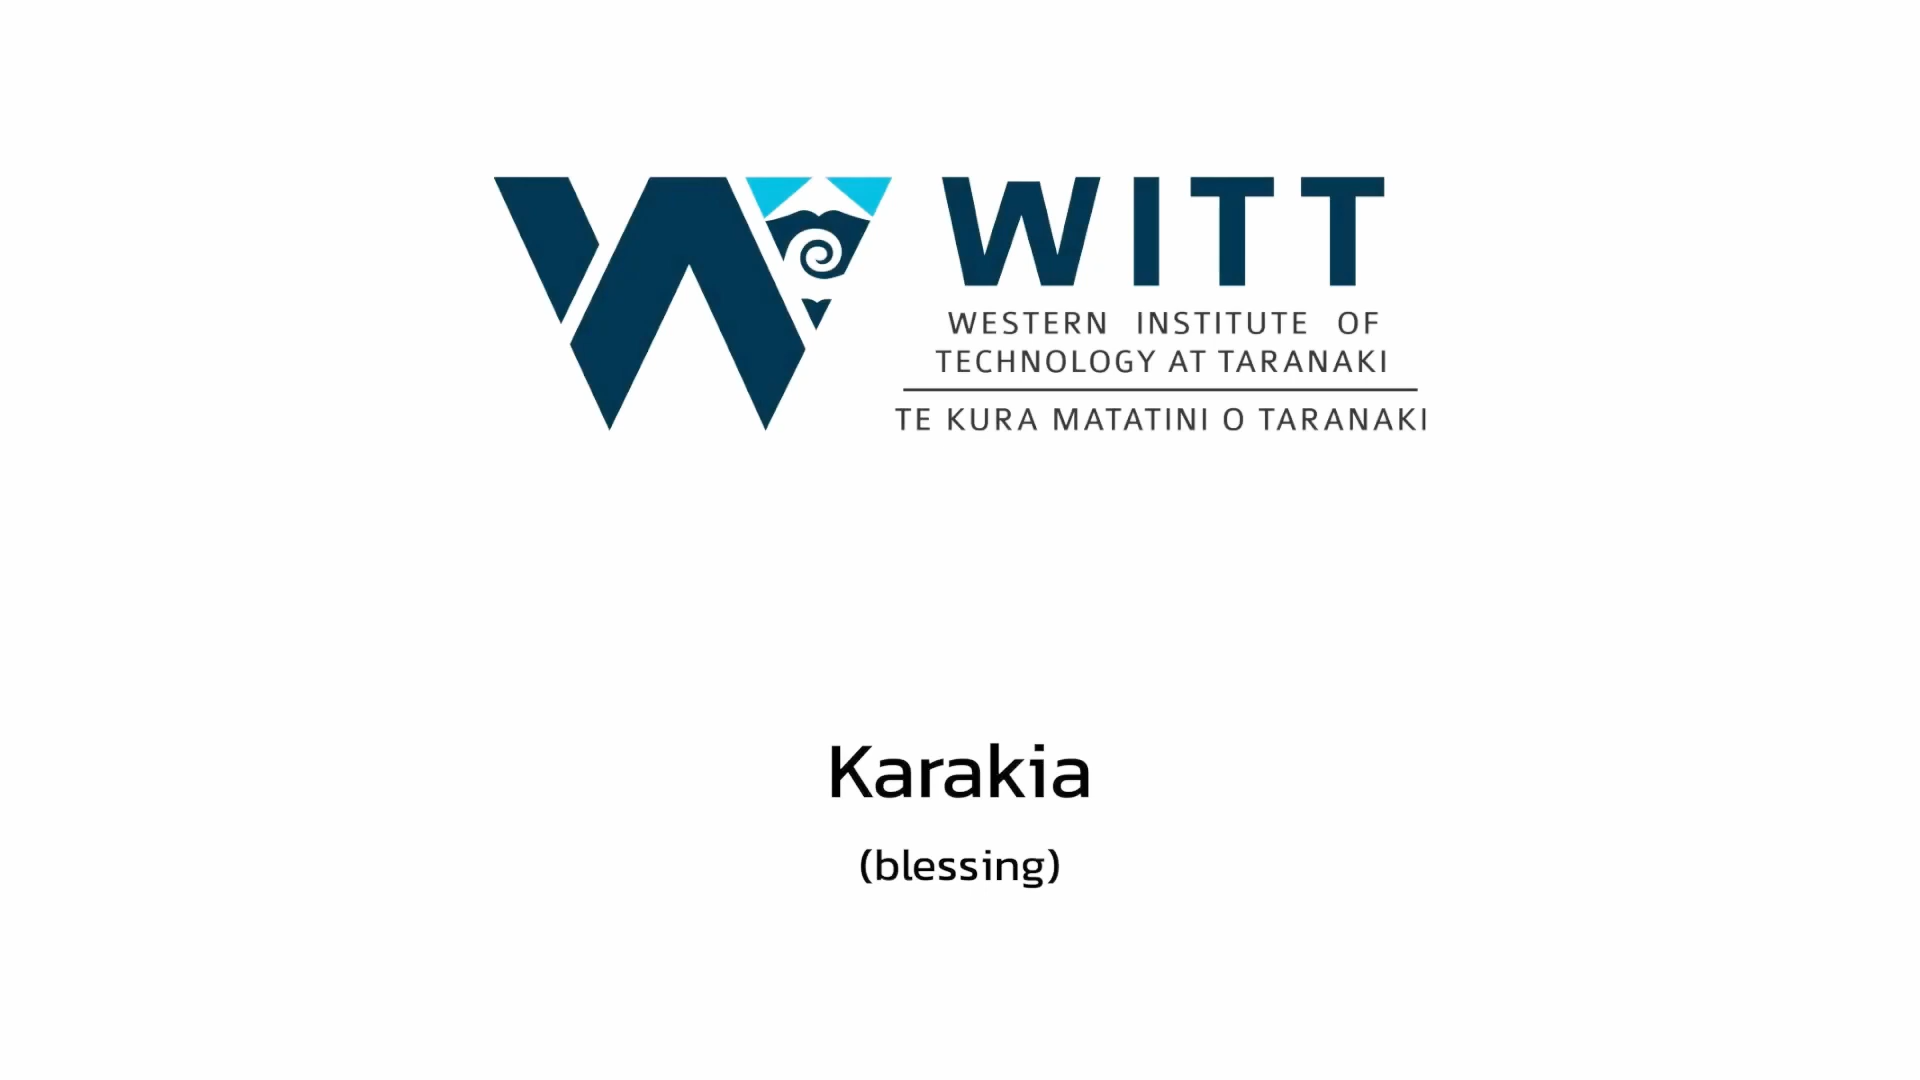 WITT
WESTERN INSTITUTE OF
TECHNOLOGY AT TARANAKI
TE KURA MATATINI O TARANAKI
Karakia
(blessing)